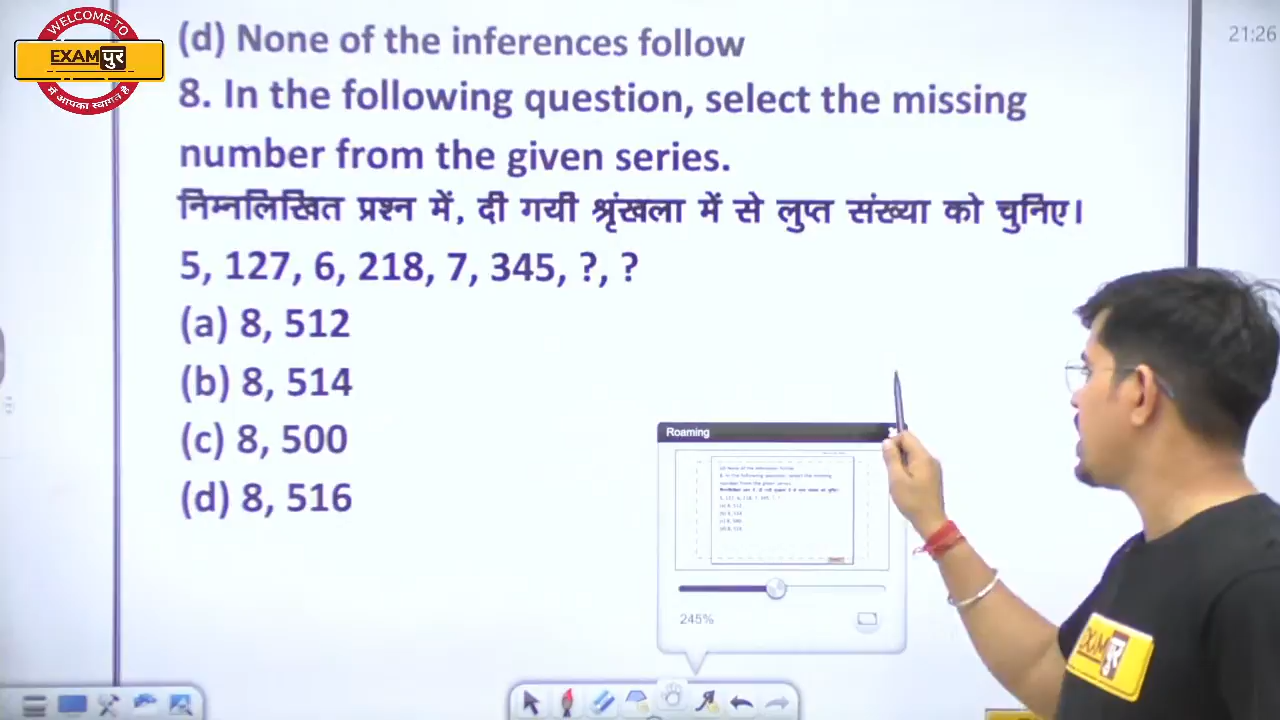 WELCOME TO
EXAMपुर
में आपका स्वागत है
21:26
(d) None of the inferences follow
8. In the following question, select the missing
number from the given series.
निम्नलिखित प्रश्न में, दी गयी श्रृंखला में से लुप्त संख्या को चुनिए।
5, 127, 6, 218, 7, 345, ?, ?
(a) 8, 512
(b) 8, 514
(c) 8, 500
(d) 8, 516
Roaming
245%
EXAMपुर